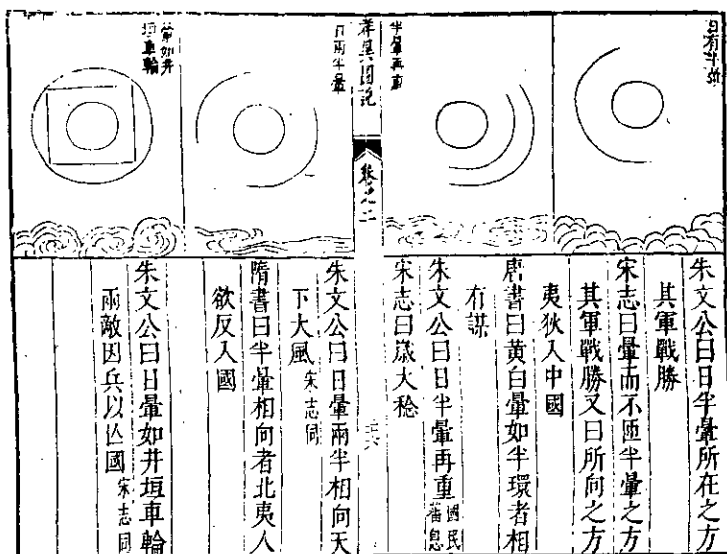 日有半暈
朱文公曰日半暈所在之方
其軍戰勝
宋志曰暈而不匝半暈之方
其軍戰勝又曰所向之方
夷狄入中國
唐書曰黃白暈如半環者相
有謀
半暈再重
朱文公曰日半暈再重國民
蕃息
宋志曰歲大稔
祥異圖說
卷之二
日兩半暈
朱文公曰日暈兩半相向天
下大風宋志同
隋書曰半暈相向者北夷人
欲反入國
暈如井
垣車輪
朱文公曰日暈如井垣車輪
兩敵因兵以亾國宋志同